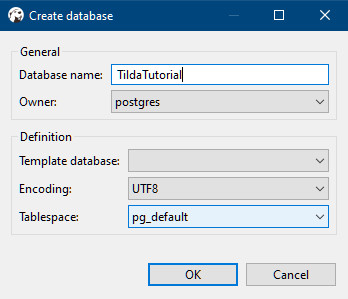 Create database
General
Database name: TildaTutorial
Owner: postgres
Definition
Template database:
Encoding: UTF8
Tablespace: pg_default
OK Cancel